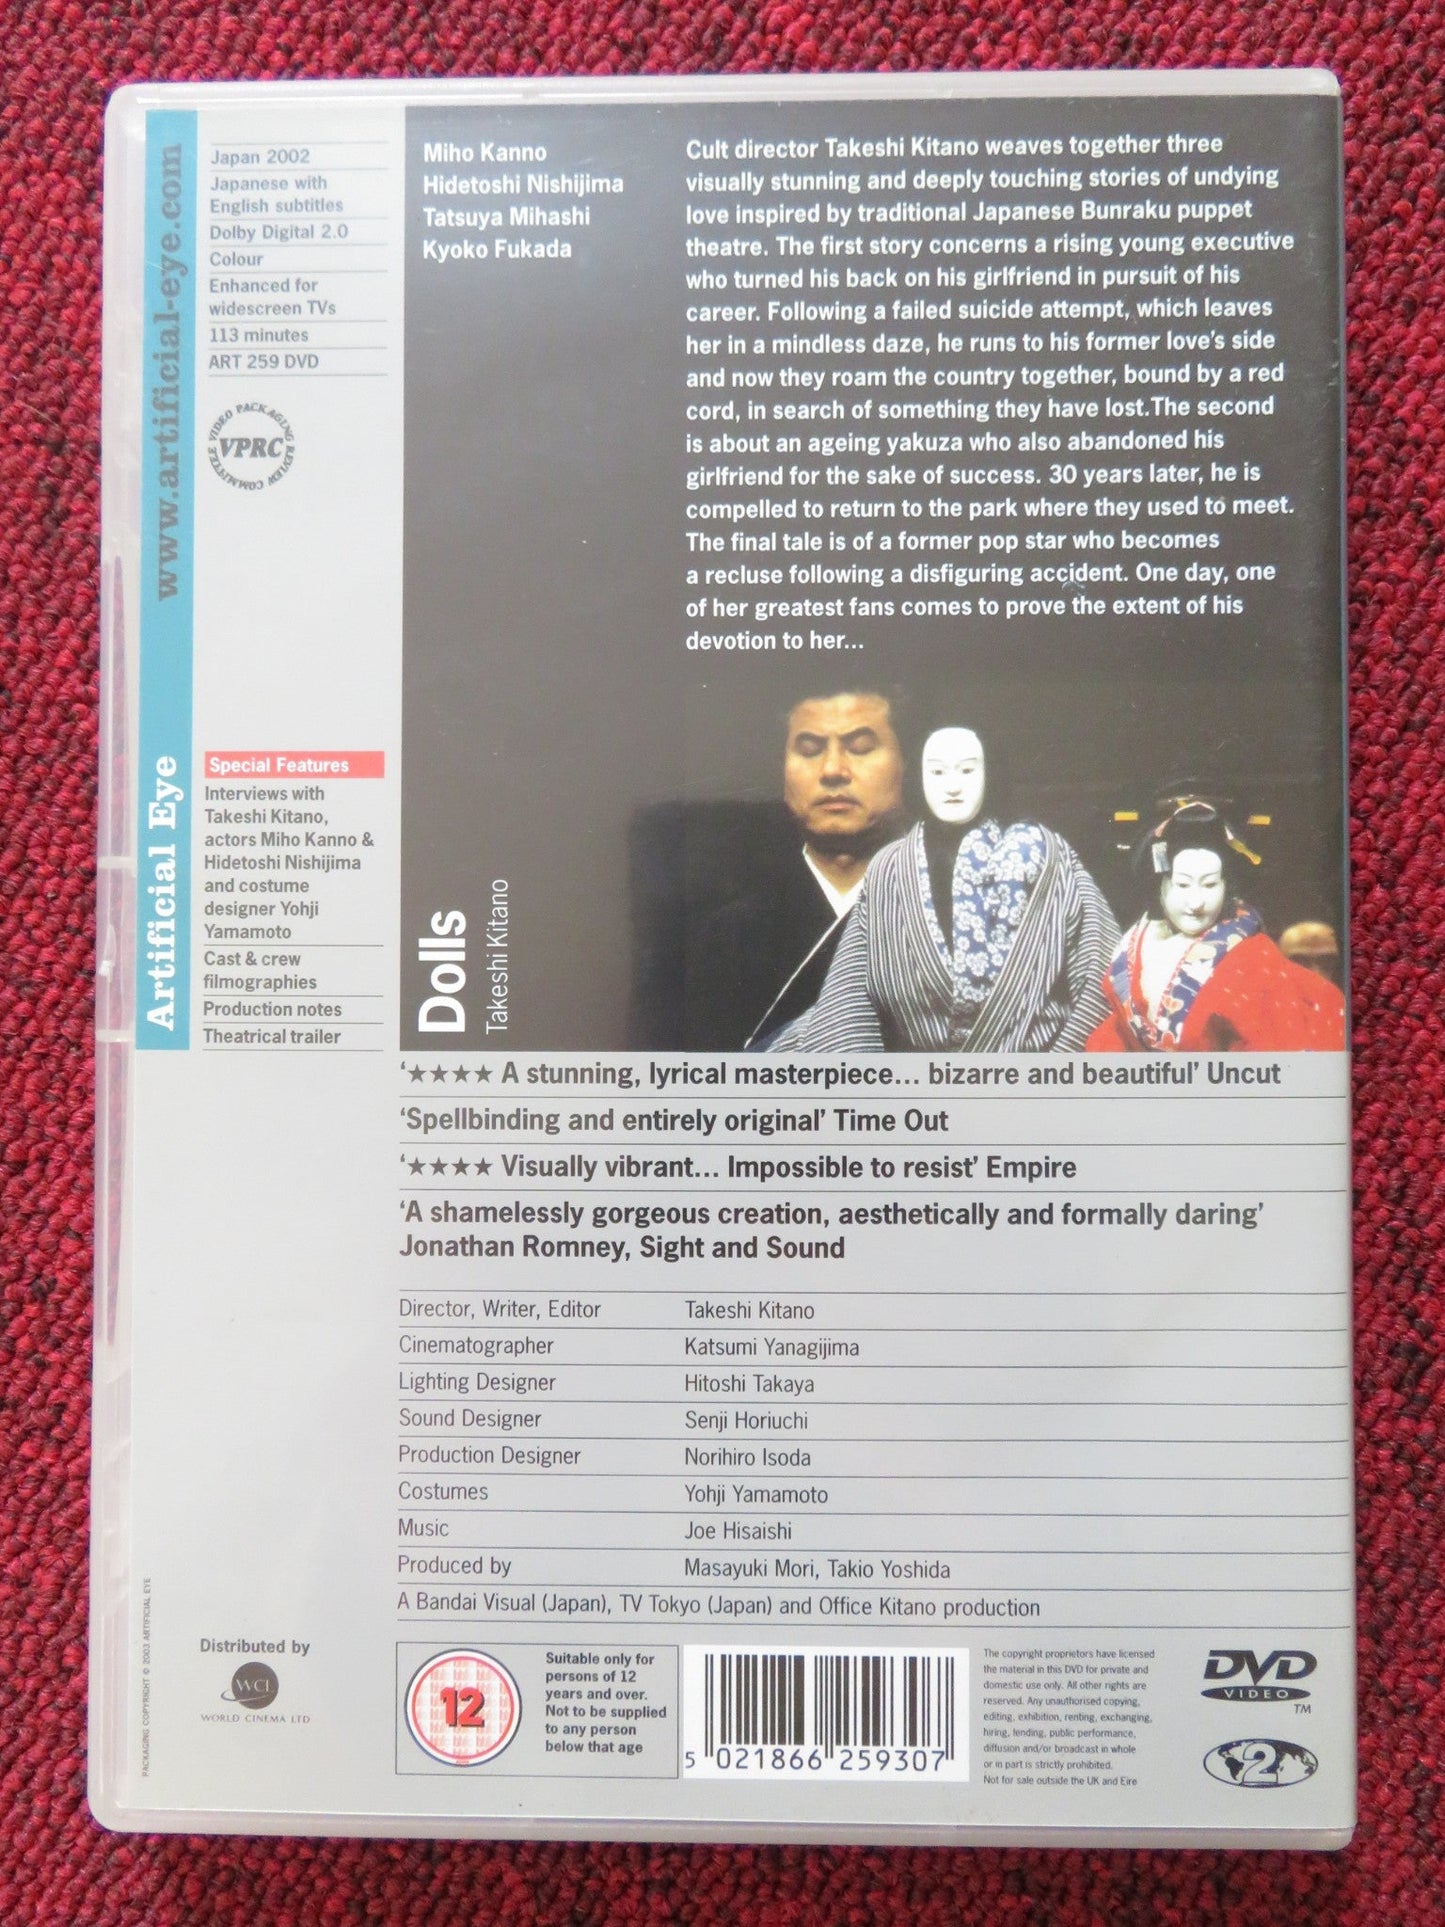 www.artificial-eye.com
Artificial Eye
Japan 2002
Japanese with
English subtitles
Dolby Digital 2.0
Colour
Enhanced for
widescreen TVs
113 minutes
ART 259 DVD
VIDEO PACKAGING REVIEW COMMITTEE
VPRC
Special Features
Interviews with
Takeshi Kitano,
actors Miho Kanno &
Hidetoshi Nishijima
and costume
designer Yohji
Yamamoto
Cast & crew
filmographies
Production notes
Theatrical trailer
Miho Kanno
Hidetoshi Nishijima
Tatsuya Mihashi
Kyoko Fukada
Cult director Takeshi Kitano weaves together three
visually stunning and deeply touching stories of undying
love inspired by traditional Japanese Bunraku puppet
theatre. The first story concerns a rising young executive
who turned his back on his girlfriend in pursuit of his
career. Following a failed suicide attempt, which leaves
her in a mindless daze, he runs to his former love's side
and now they roam the country together, bound by a red
cord, in search of something they have lost.The second
is about an ageing yakuza who also abandoned his
girlfriend for the sake of success. 30 years later, he is
compelled to return to the park where they used to meet.
The final tale is of a former pop star who becomes
a recluse following a disfiguring accident. One day, one
of her greatest fans comes to prove the extent of his
devotion to her...
Dolls
Takeshi Kitano
‘★★★★ A stunning, lyrical masterpiece... bizarre and beautiful’ Uncut
‘Spellbinding and entirely original’ Time Out
‘★★★★ Visually vibrant... Impossible to resist’ Empire
‘A shamelessly gorgeous creation, aesthetically and formally daring’
Jonathan Romney, Sight and Sound
Director, Writer, Editor Takeshi Kitano
Cinematographer Katsumi Yanagijima
Lighting Designer Hitoshi Takaya
Sound Designer Senji Horiuchi
Production Designer Norihiro Isoda
Costumes Yohji Yamamoto
Music Joe Hisaishi
Produced by Masayuki Mori, Takio Yoshida
A Bandai Visual (Japan), TV Tokyo (Japan) and Office Kitano production
PACKAGING COPYRIGHT © 2003 ARTIFICIAL EYE
Distributed by
WCL
WORLD CINEMA LTD
12
Suitable only for
persons of 12
years and over.
Not to be supplied
to any person
below that age
5 021866 259307
The copyright proprietors have licensed
the material in this DVD for private and
domestic use only. All other rights are
reserved. Any unauthorised copying,
editing, exhibition, renting, exchanging,
hiring, lending, public performance,
diffusion and/or broadcast in whole
or in part is strictly prohibited.
Not for sale outside the UK and Eire
DVD
VIDEO
TM
2